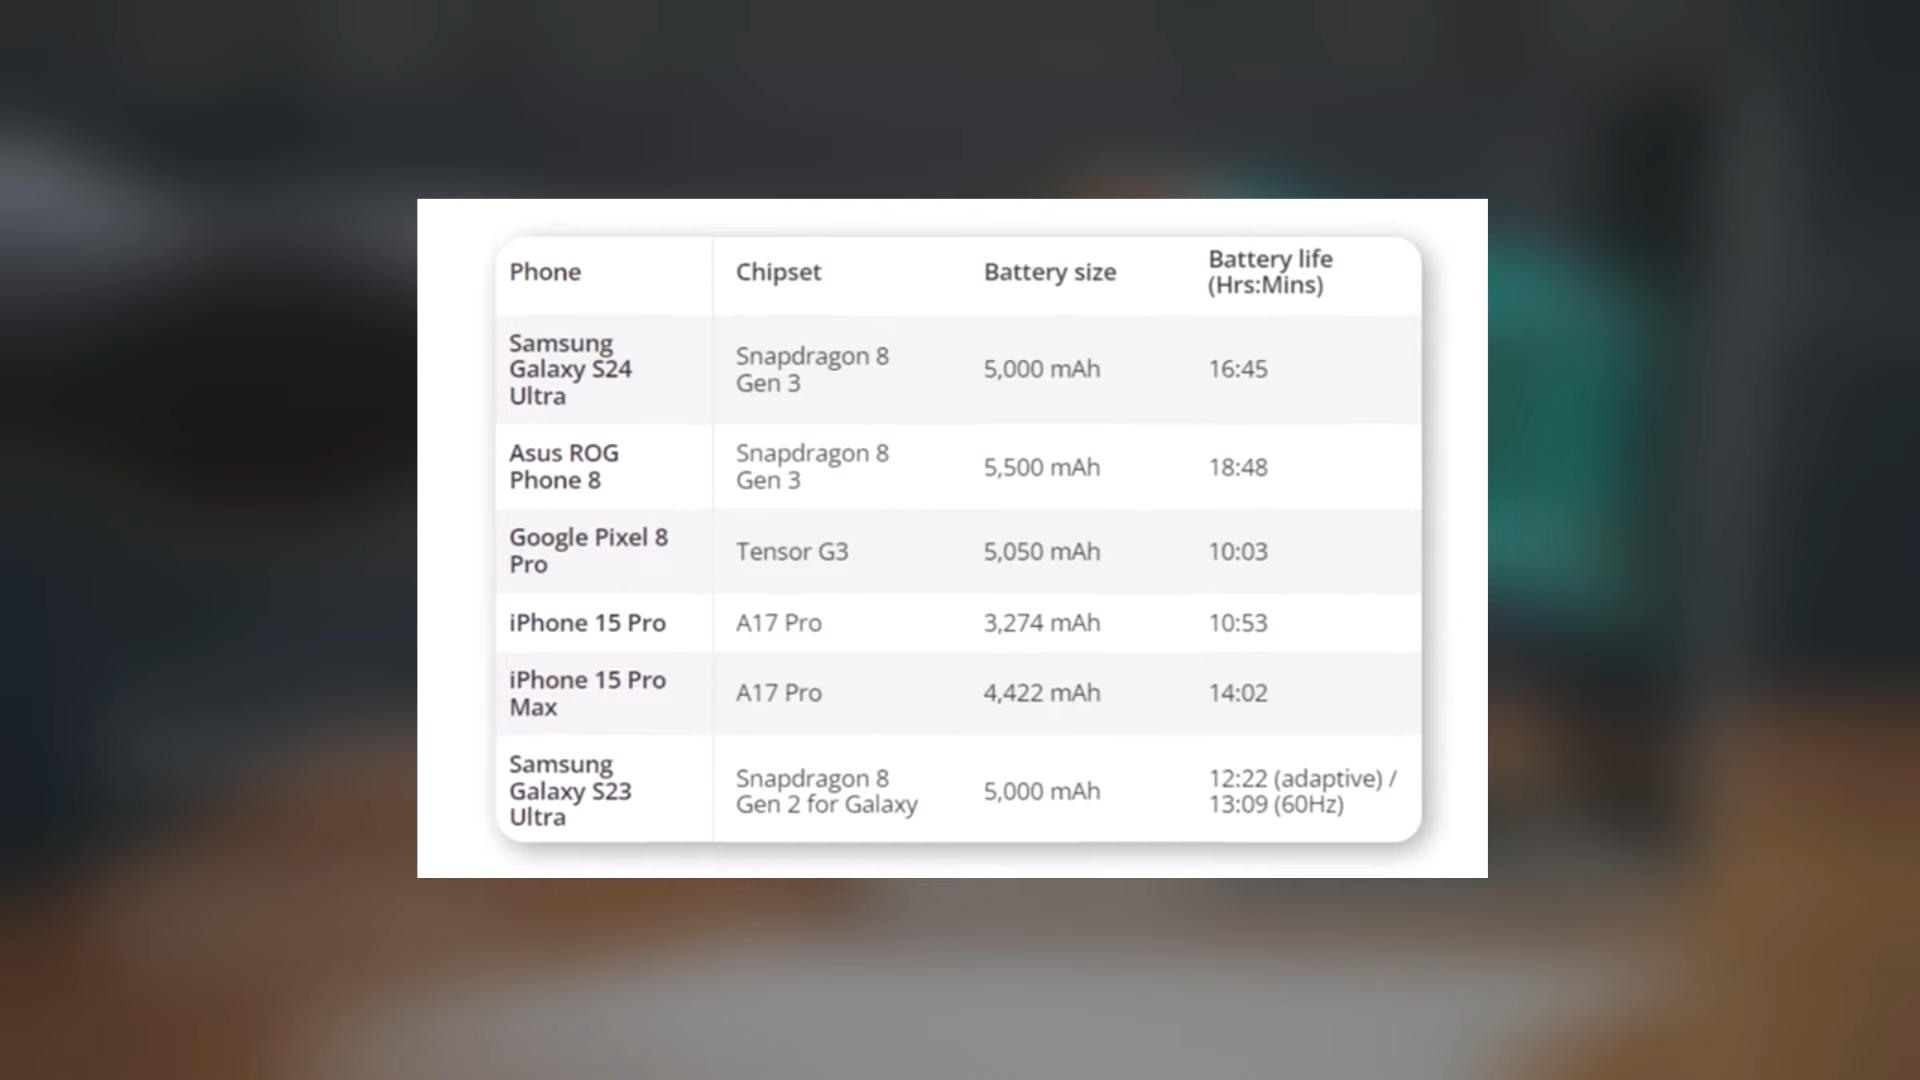 Phone
Chipset
Battery size
Battery life
(Hrs:Mins)
Samsung
Galaxy S24
Ultra
Snapdragon 8
Gen 3
5,000 mAh
16:45
Asus ROG
Phone 8
Snapdragon 8
Gen 3
5,500 mAh
18:48
Google Pixel 8
Pro
Tensor G3
5,050 mAh
10:03
iPhone 15 Pro
A17 Pro
3,274 mAh
10:53
iPhone 15 Pro
Max
A17 Pro
4,422 mAh
14:02
Samsung
Galaxy S23
Ultra
Snapdragon 8
Gen 2 for Galaxy
5,000 mAh
12:22 (adaptive) /
13:09 (60Hz)